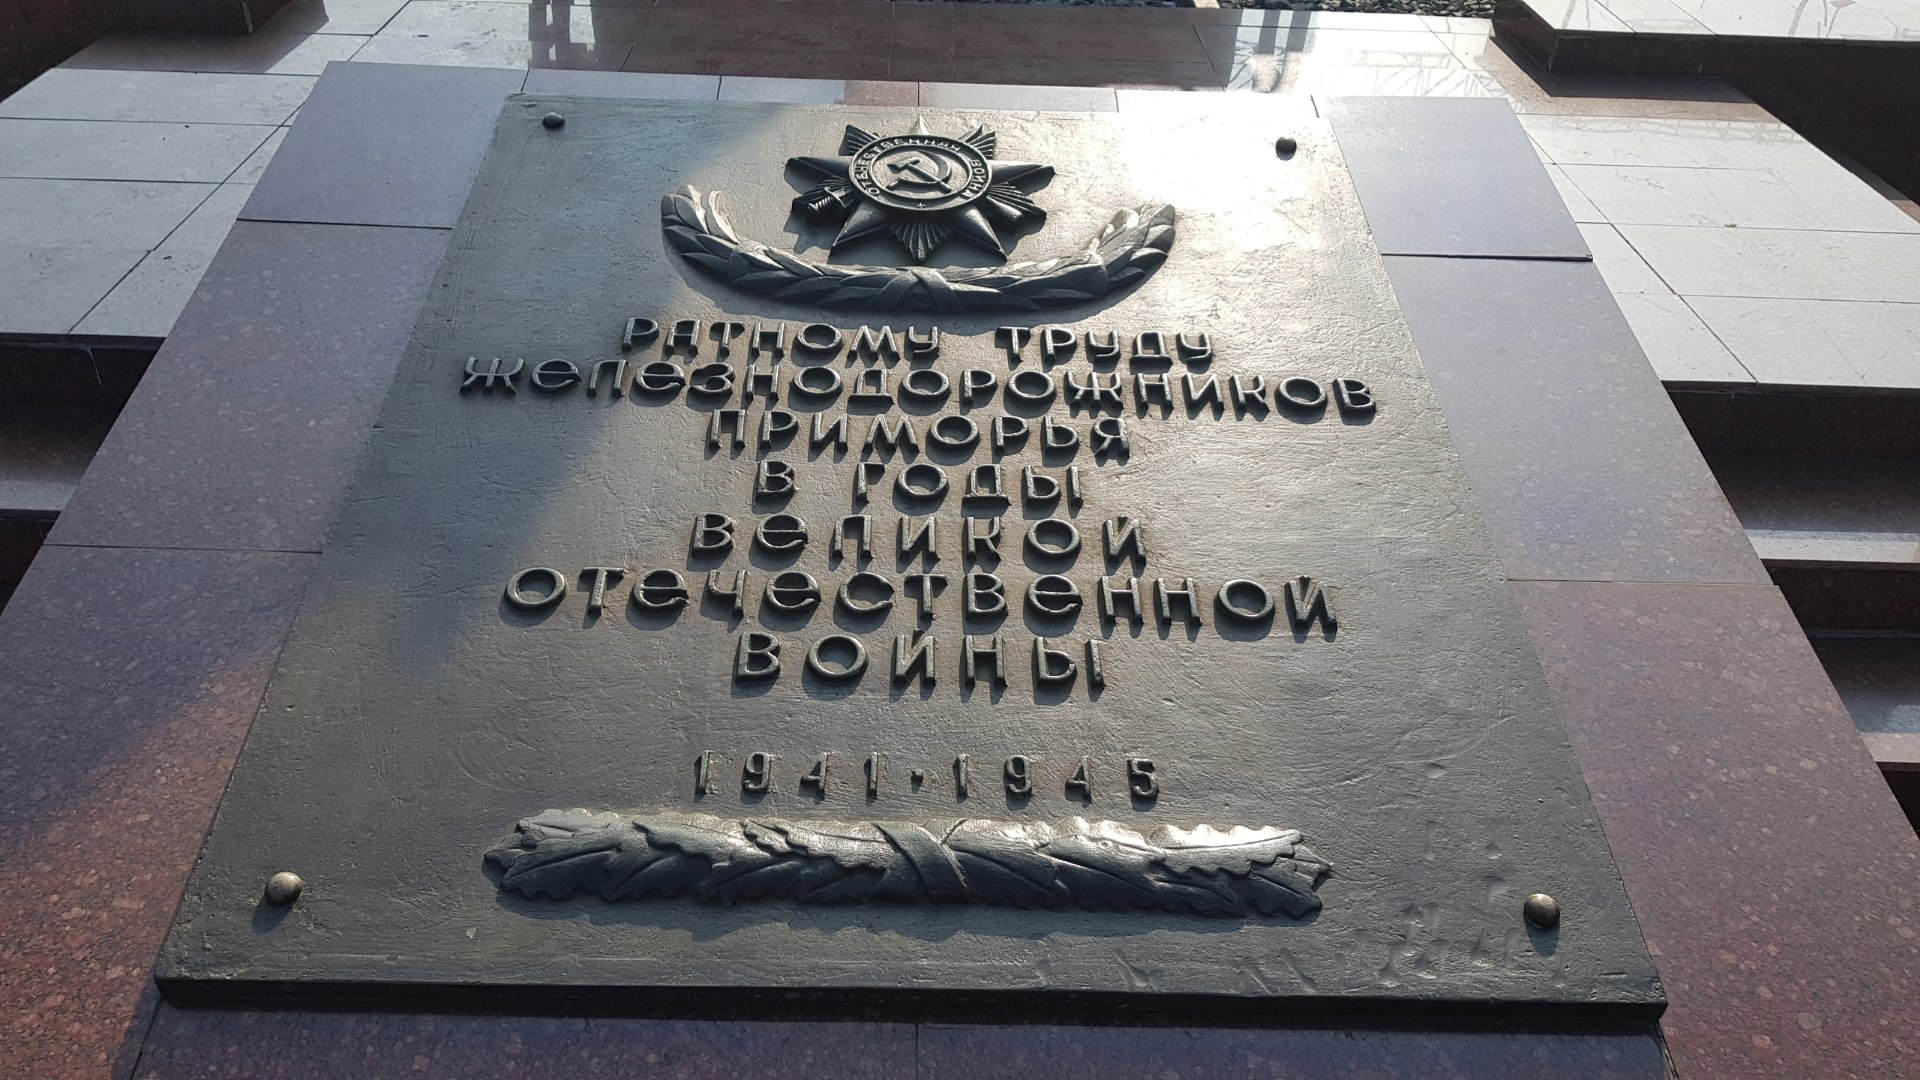 ОТЕЧЕСТВЕННАЯ ВОЙНА
РАТНОМУ ТРУДУ
ЖЕЛЕЗНОДОРОЖНИКОВ
ПРИМОРЬЯ
В ГОДЫ
ВЕЛИКОЙ
ОТЕЧЕСТВЕННОЙ
ВОЙНЫ
1941·1945